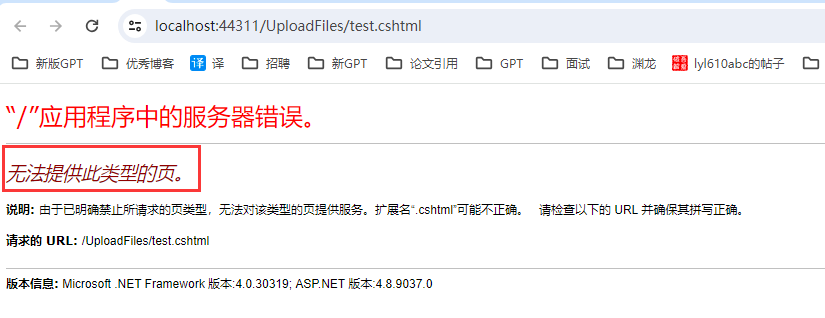 localhost:44311/UploadFiles/test.cshtml
新版GPT 优秀博客 译 译 招聘 新GPT 论文引用 GPT 面试 渊龙 lyl610abc的帖子
“/”应用程序中的服务器错误。
无法提供此类型的页。
说明: 由于已明确禁止所请求的页类型，无法对该类型的页提供服务。扩展名“.cshtml”可能不正确。 请检查以下的 URL 并确保其拼写正确。
请求的 URL: /UploadFiles/test.cshtml
版本信息: Microsoft .NET Framework 版本:4.0.30319; ASP.NET 版本:4.8.9037.0